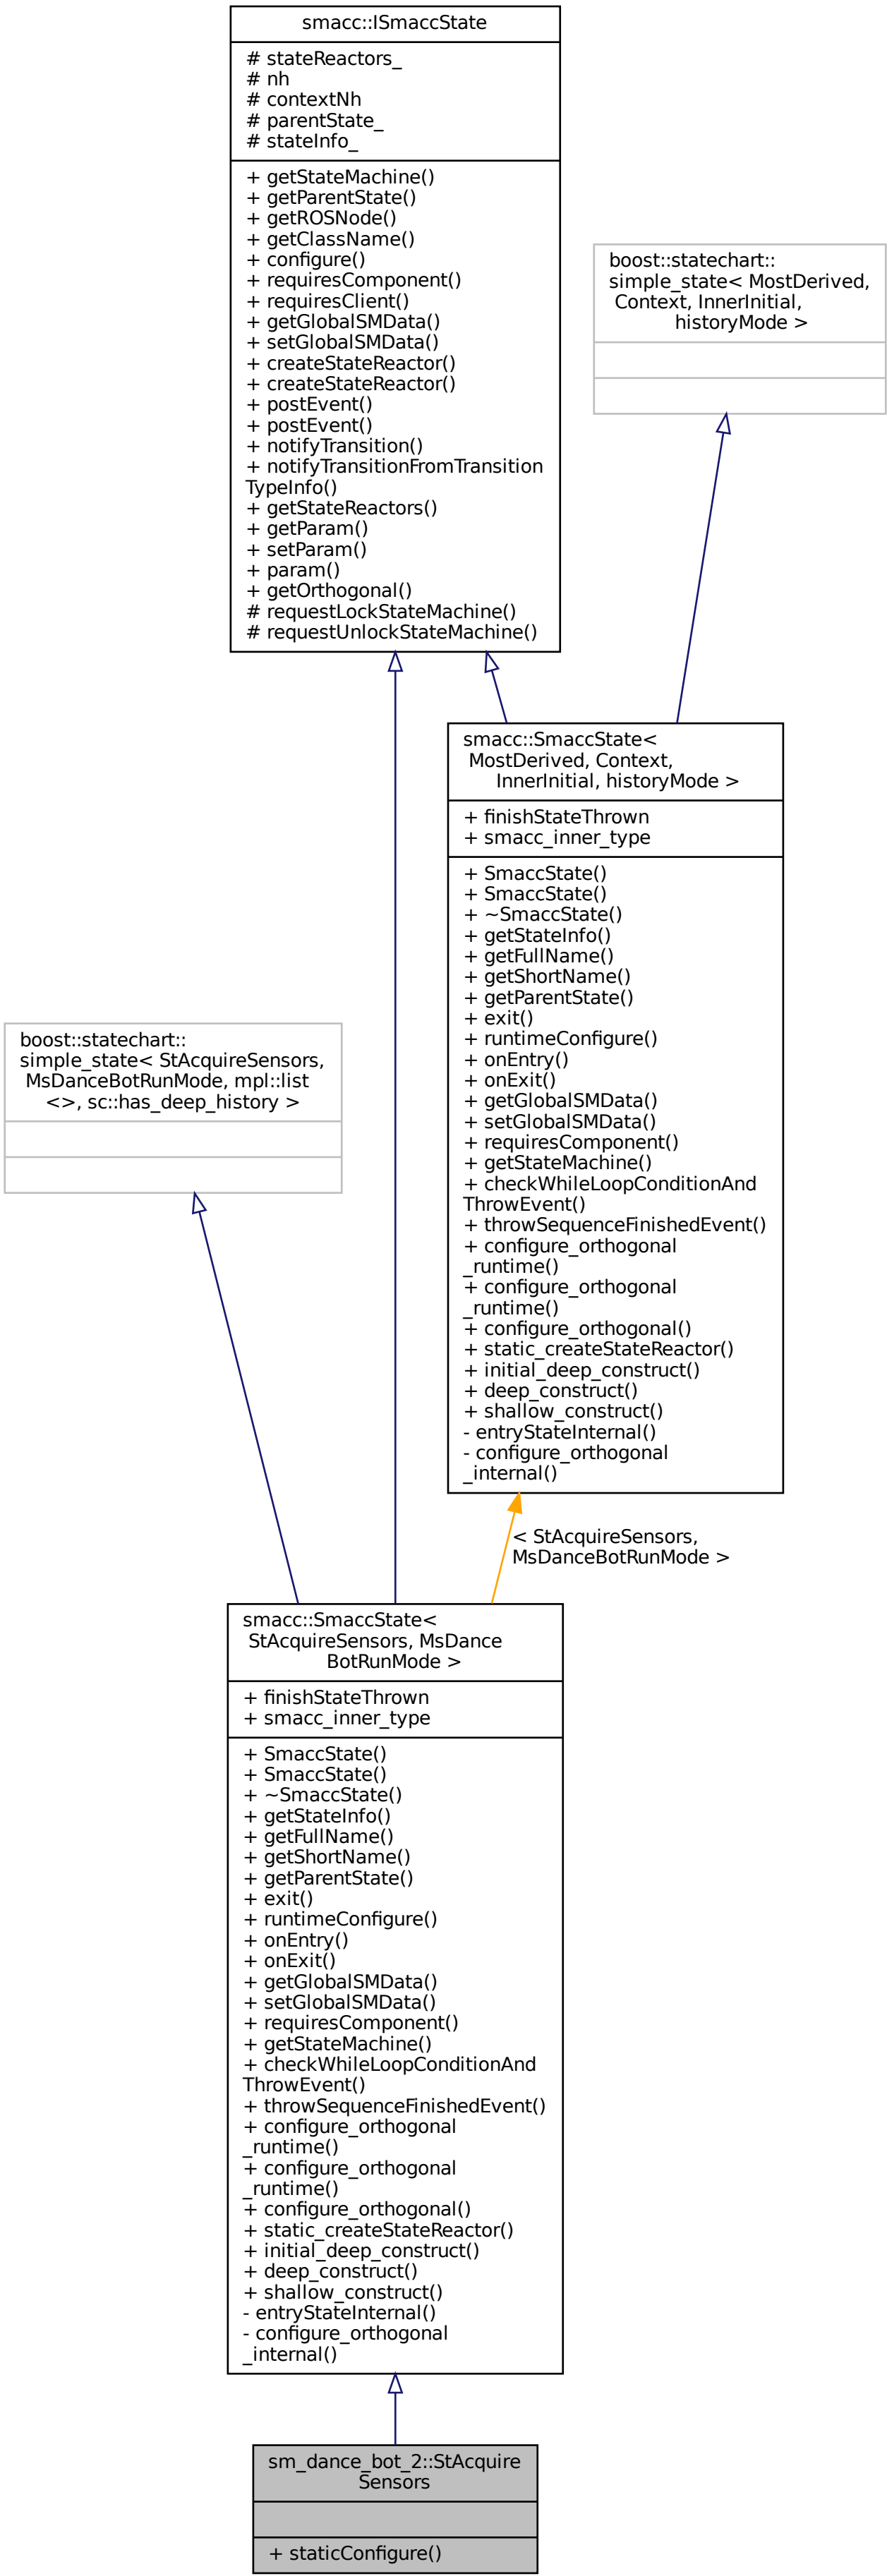 smacc::ISmaccState
# stateReactors_
# nh
# contextNh
# parentState_
# stateInfo_
+ getStateMachine()
+ getParentState()
+ getROSNode()
+ getClassName()
+ configure()
+ requiresComponent()
+ requiresClient()
+ getGlobalSMData()
+ setGlobalSMData()
+ createStateReactor()
+ createStateReactor()
+ postEvent()
+ postEvent()
+ notifyTransition()
+ notifyTransitionFromTransition
TypeInfo()
+ getStateReactors()
+ getParam()
+ setParam()
+ param()
+ getOrthogonal()
# requestLockStateMachine()
# requestUnlockStateMachine()
boost::statechart::
simple_state< MostDerived,
Context, InnerInitial,
historyMode >
smacc::SmaccState<
MostDerived, Context,
InnerInitial, historyMode >
+ finishStateThrown
+ smacc_inner_type
+ SmaccState()
+ SmaccState()
+ ~SmaccState()
+ getStateInfo()
+ getFullName()
+ getShortName()
+ getParentState()
+ exit()
+ runtimeConfigure()
+ onEntry()
+ onExit()
+ getGlobalSMData()
+ setGlobalSMData()
+ requiresComponent()
+ getStateMachine()
+ checkWhileLoopConditionAnd
ThrowEvent()
+ throwSequenceFinishedEvent()
+ configure_orthogonal
_runtime()
+ configure_orthogonal
_runtime()
+ configure_orthogonal()
+ static_createStateReactor()
+ initial_deep_construct()
+ deep_construct()
+ shallow_construct()
- entryStateInternal()
- configure_orthogonal
_internal()
boost::statechart::
simple_state< StAcquireSensors,
MsDanceBotRunMode, mpl::list
<>, sc::has_deep_history >
< StAcquireSensors,
MsDanceBotRunMode >
smacc::SmaccState<
StAcquireSensors, MsDance
BotRunMode >
+ finishStateThrown
+ smacc_inner_type
+ SmaccState()
+ SmaccState()
+ ~SmaccState()
+ getStateInfo()
+ getFullName()
+ getShortName()
+ getParentState()
+ exit()
+ runtimeConfigure()
+ onEntry()
+ onExit()
+ getGlobalSMData()
+ setGlobalSMData()
+ requiresComponent()
+ getStateMachine()
+ checkWhileLoopConditionAnd
ThrowEvent()
+ throwSequenceFinishedEvent()
+ configure_orthogonal
_runtime()
+ configure_orthogonal
_runtime()
+ configure_orthogonal()
+ static_createStateReactor()
+ initial_deep_construct()
+ deep_construct()
+ shallow_construct()
- entryStateInternal()
- configure_orthogonal
_internal()
sm_dance_bot_2::StAcquire
Sensors
+ staticConfigure()